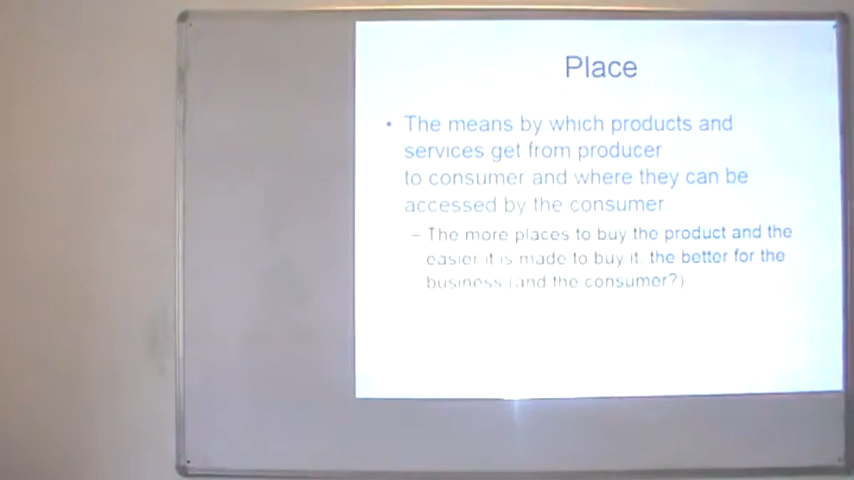 Place
• The means by which products and
services get from producer
to consumer and where they can be
accessed by the consumer
– The more places to buy the product and the
easier it is made to buy it, the better for the
business (and the consumer?)